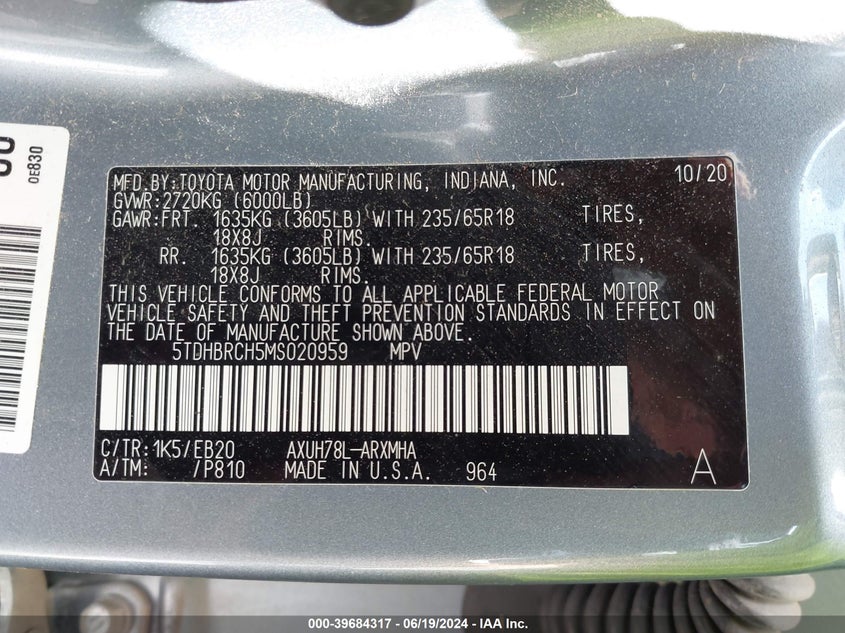 OE830
MFD.BY:TOYOTA MOTOR MANUFACTURING, INDIANA, INC. 10/20
GVWR:2720KG (6000LB)
GAWR:FRT. 1635KG (3605LB) WITH 235/65R18 TIRES,
18X8J RIMS.
RR. 1635KG (3605LB) WITH 235/65R18 TIRES,
18X8J RIMS.
THIS VEHICLE CONFORMS TO ALL APPLICABLE FEDERAL MOTOR
VEHICLE SAFETY AND THEFT PREVENTION STANDARDS IN EFFECT ON
THE DATE OF MANUFACTURE SHOWN ABOVE.
5TDHBRCH5MS020959 MPV
C/TR:1K5/EB20 AXUH78L-ARXMHA
A/TM: /P810 MADE IN U.S.A. 964 A
000-39684317 - 06/19/2024 - IAA Inc.